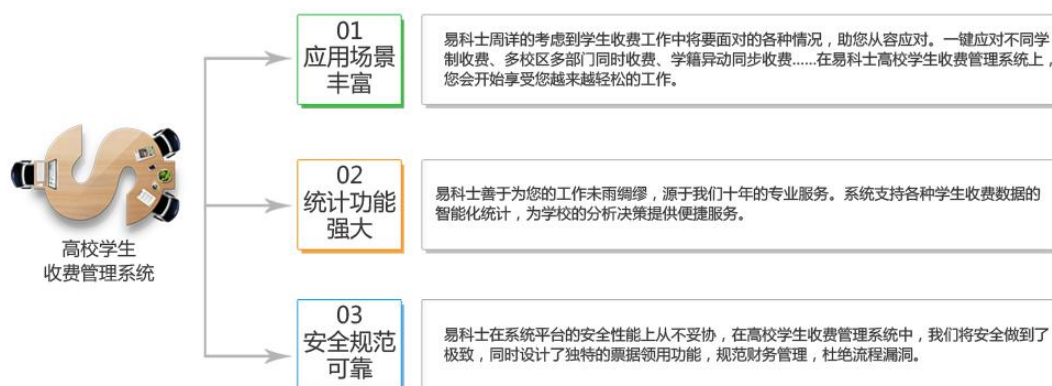 01
应用场景
丰富
易科士周详的考虑到学生收费工作中将要面对的各种情况，助您从容应对。一键应对不同学
制收费、多校区多部门同时收费、学籍异动同步收费......在易科士高校学生收费管理系统上，
您会开始享受您越来越轻松的工作。
02
统计功能
强大
易科士善于为您的工作未雨绸缪，源于我们十年的专业服务。系统支持各种学生收费数据的
智能化统计，为学校的分析决策提供便捷服务。
高校学生
收费管理系统
03
安全规范
可靠
易科士在系统平台的安全性能上从不妥协，在高校学生收费管理系统中，我们将安全做到了
极致，同时设计了独特的票据领用功能，规范财务管理，杜绝流程漏洞。